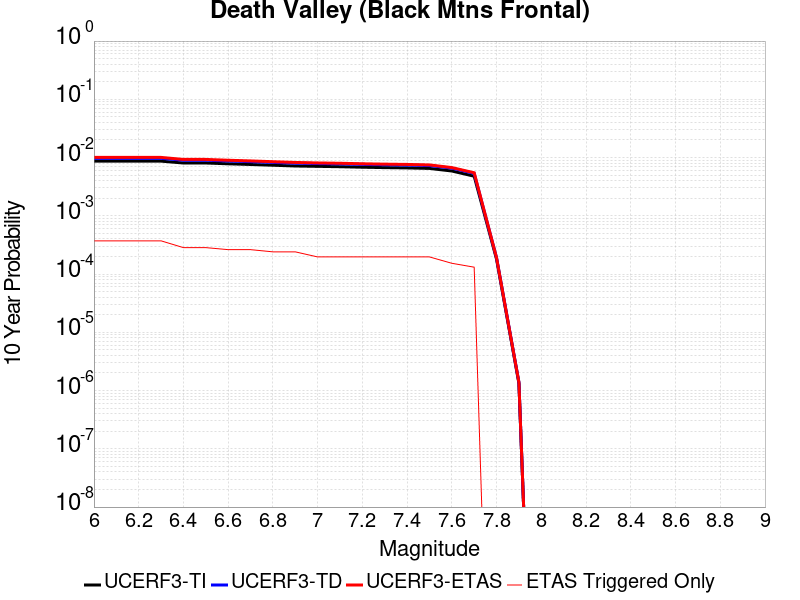 Death Valley (Black Mtns Frontal)
10^0
10^-1
10^-2
10^-3
10^-4
10^-5
10^-6
10^-7
10^-8
10 Year Probability
6 6.2 6.4 6.6 6.8 7 7.2 7.4 7.6 7.8 8 8.2 8.4 8.6 8.8 9
Magnitude
UCERF3-TI UCERF3-TD UCERF3-ETAS ETAS Triggered Only